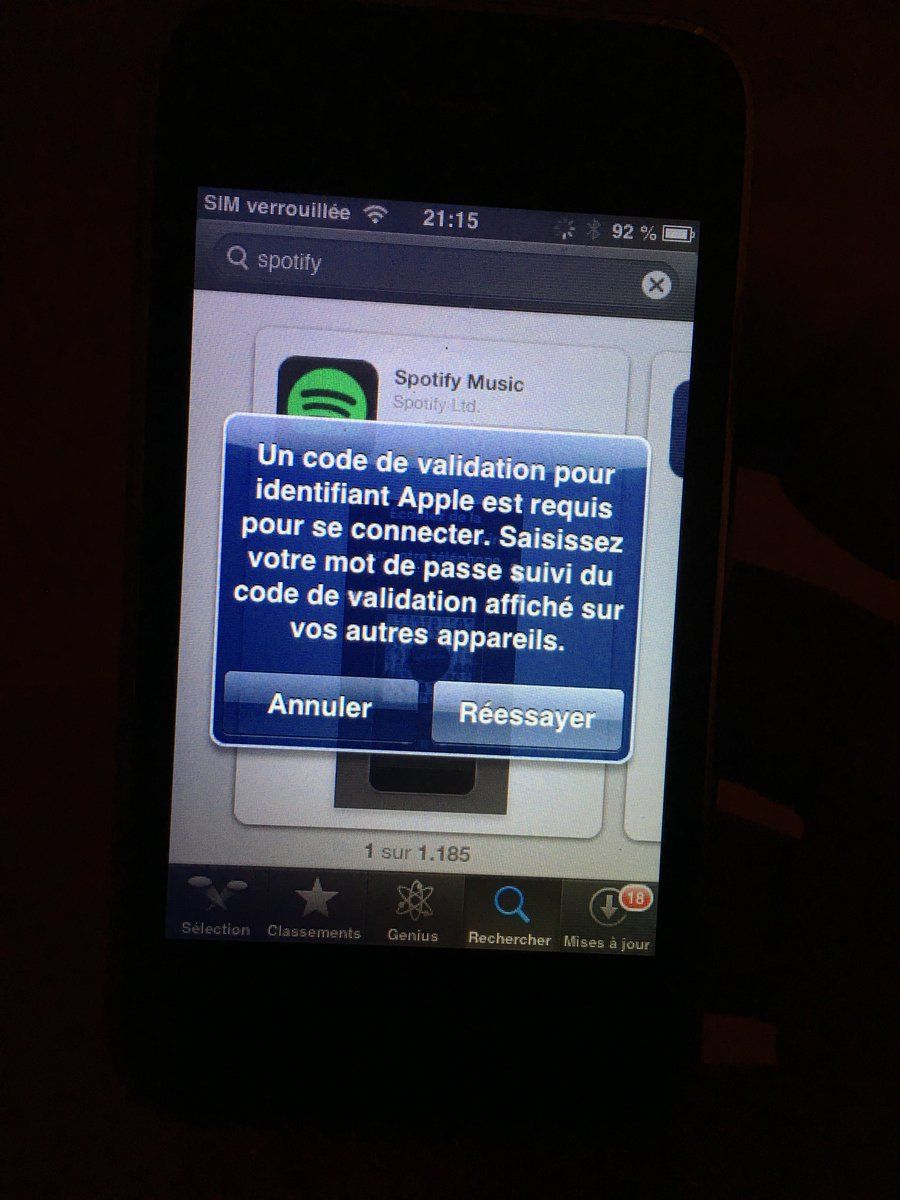 SIM verrouillée 21:15 92 %
spotify
Spotify Music
Spotify Ltd.
Un code de validation pour
identifiant Apple est requis
pour se connecter. Saisissez
votre mot de passe suivi du
code de validation affiché sur
vos autres appareils.
Annuler Réessayer
1 sur 1.185
18
Sélection Classements Genius Rechercher Mises à jour